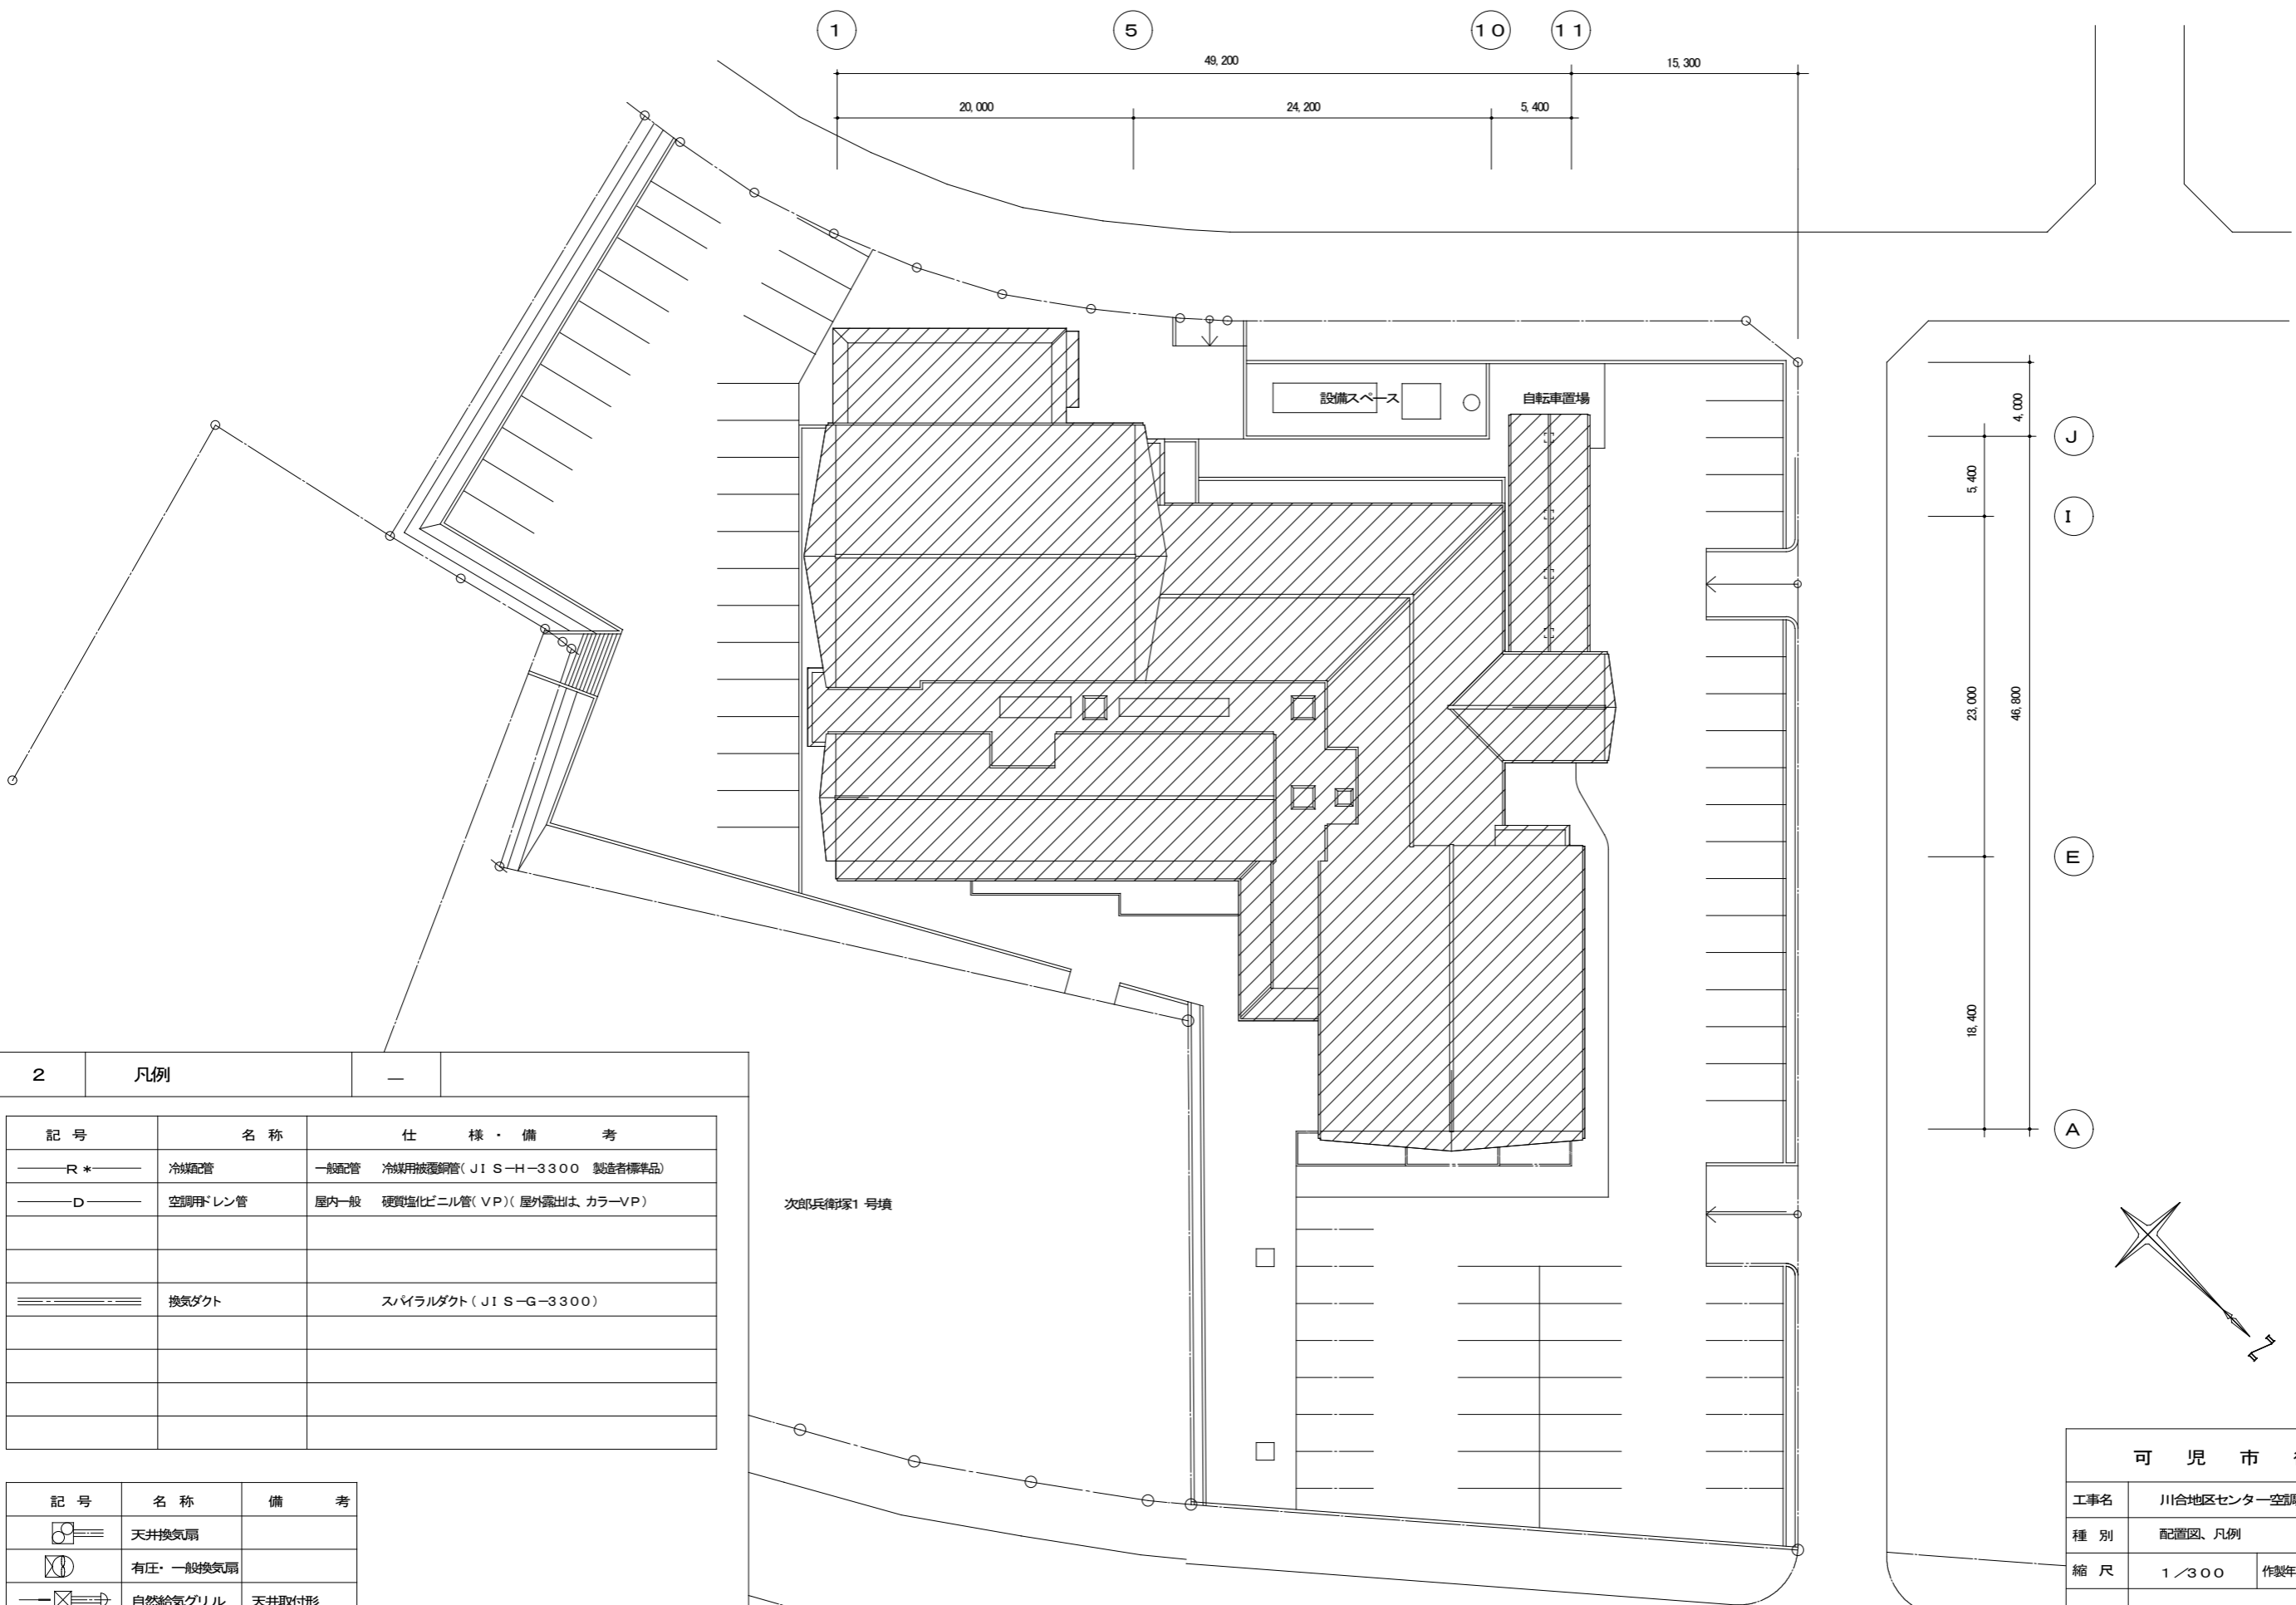 1 5 10 11
49,200 15,300
20,000 24,200 5,400
設備スペース
自転車置場
4,000
J
5,400
I
23,000
46,800
E
18,400
A
N
次郎兵衛塚1号墳
2 凡例 —
記号 名称 仕様・備考
R* 冷媒配管 一般配管 冷媒用被覆銅管(JIS-H-3300 製造者標準品)
D 空調用ドレン管 屋内一般 硬質塩化ビニル管(VP)(屋外露出は、カラーVP)
換気ダクト スパイラルダクト(JIS-G-3300)
記号 名称 備考
天井換気扇
有圧・一般換気扇
自然給気グリル 天井取付形
可児市
工事名 川合地区センター空調
種別 配置図、凡例
縮尺 1/300 作製年